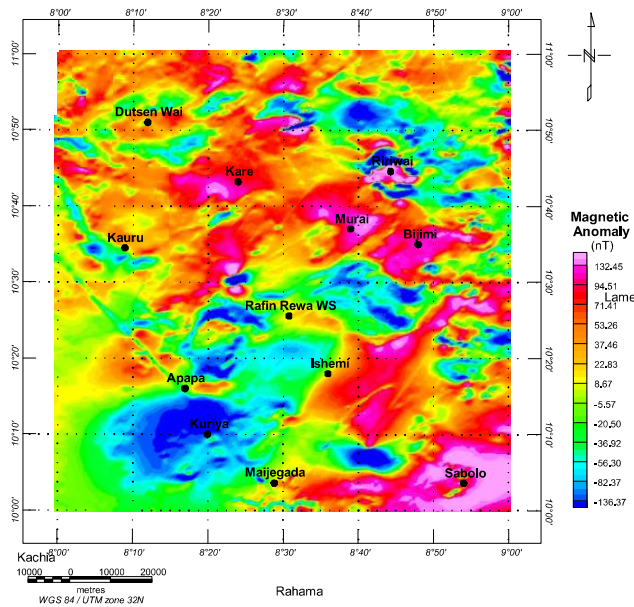 8°00' 8°10' 8°20' 8°30' 8°40' 8°50' 9°00'
11°00' 11°00'
N
Dutsen Wai
10°50' 10°50'
Ririwai
Kare
10°40' 10°40'
Murai
Kauru Bijimi
Magnetic
Anomaly
(nT)
10°30' 10°30'
132.45
94.51
Lame
71.41
Rafin Rewa WS
53.26
10°20' 10°20'
Ishemí
37.46
22.83
Apapa
8.67
-5.57
10°10' 10°10'
Kuriya
-20.50
-36.92
-56.30
Maijegada Sabolo
-82.37
10°00' 10°00'
-136.37
8°00' 8°10' 8°20' 8°30' 8°40' 8°50' 9°00'
Kachia
10000 0 10000 20000
metres
WGS 84 / UTM zone 32N
Rahama